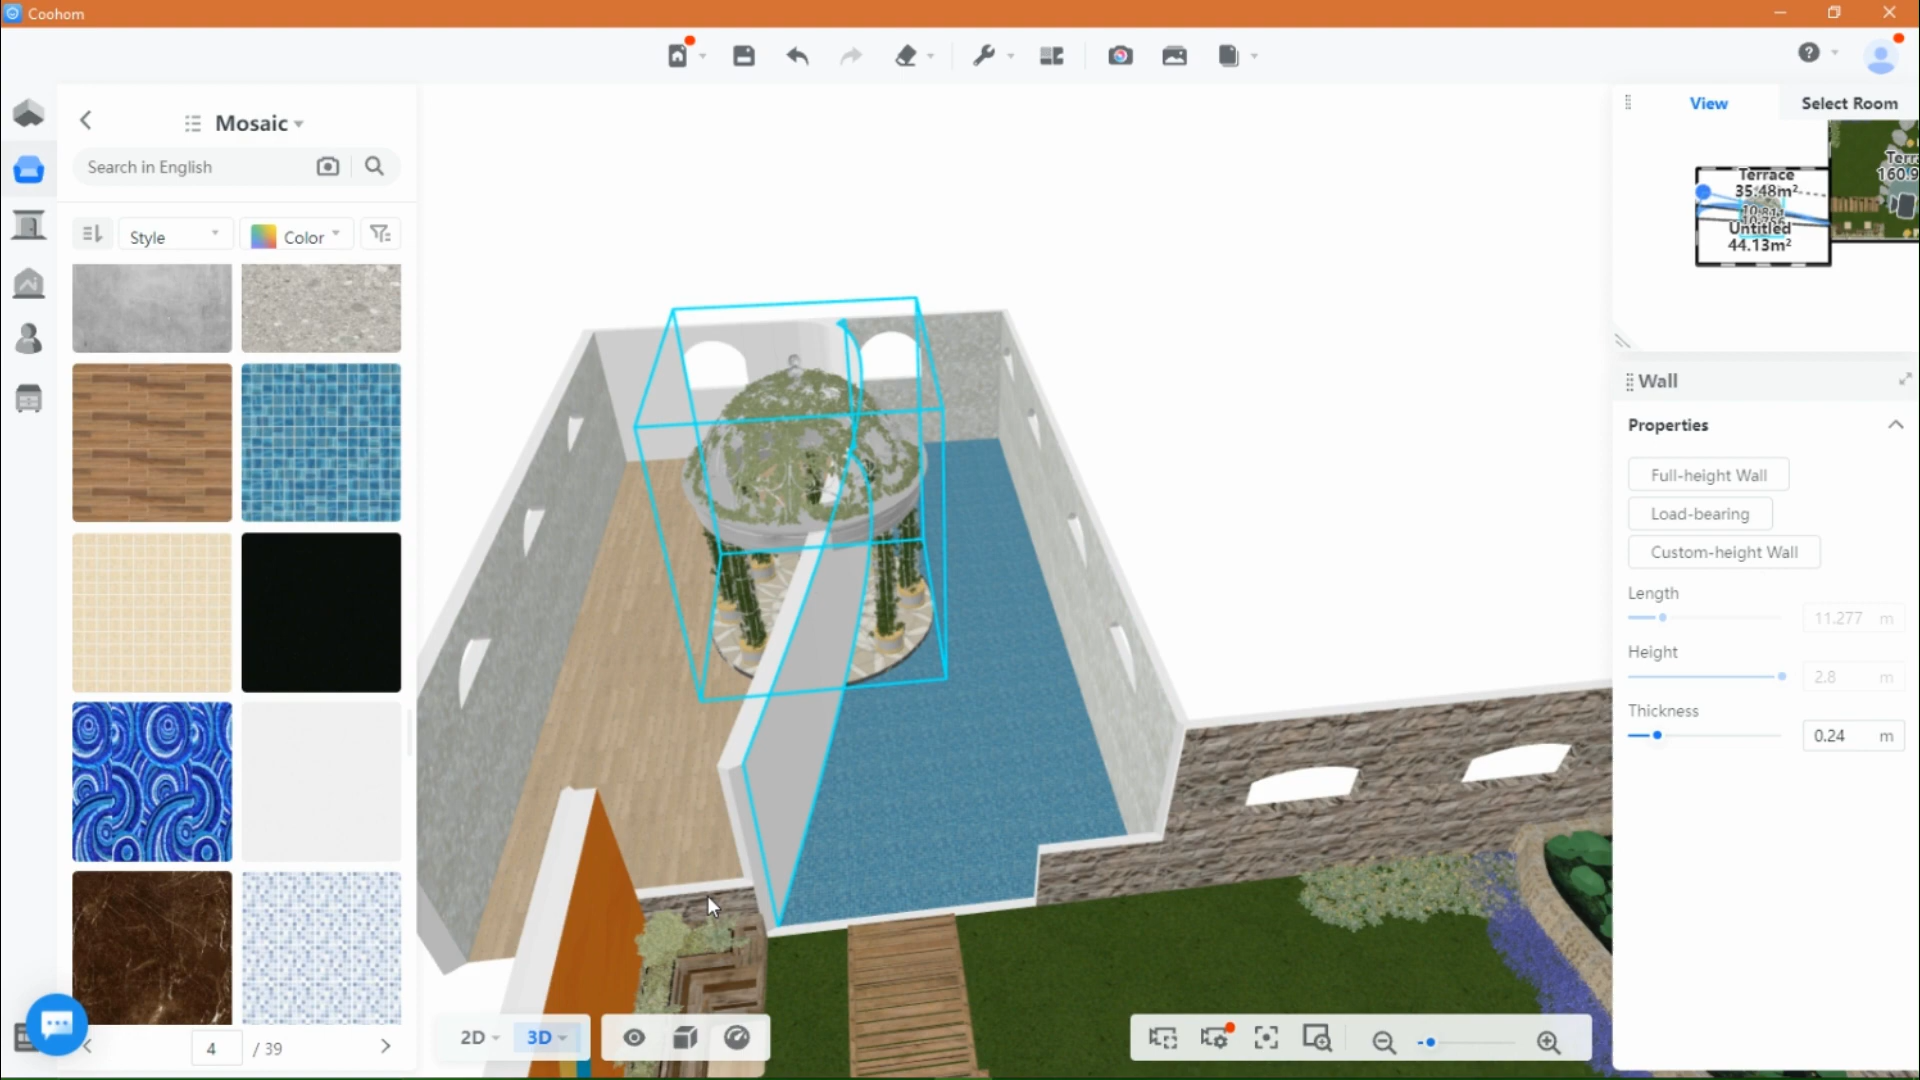 Coohom
Mosaic
Search in English
Style
Color
4 / 39
2D
3D
View
Select Room
Terrace
35.48m²
Untitled
44.13m²
Wall
Properties
Full-height Wall
Load-bearing
Custom-height Wall
Length
11.277 m
Height
2.8 m
Thickness
0.24 m